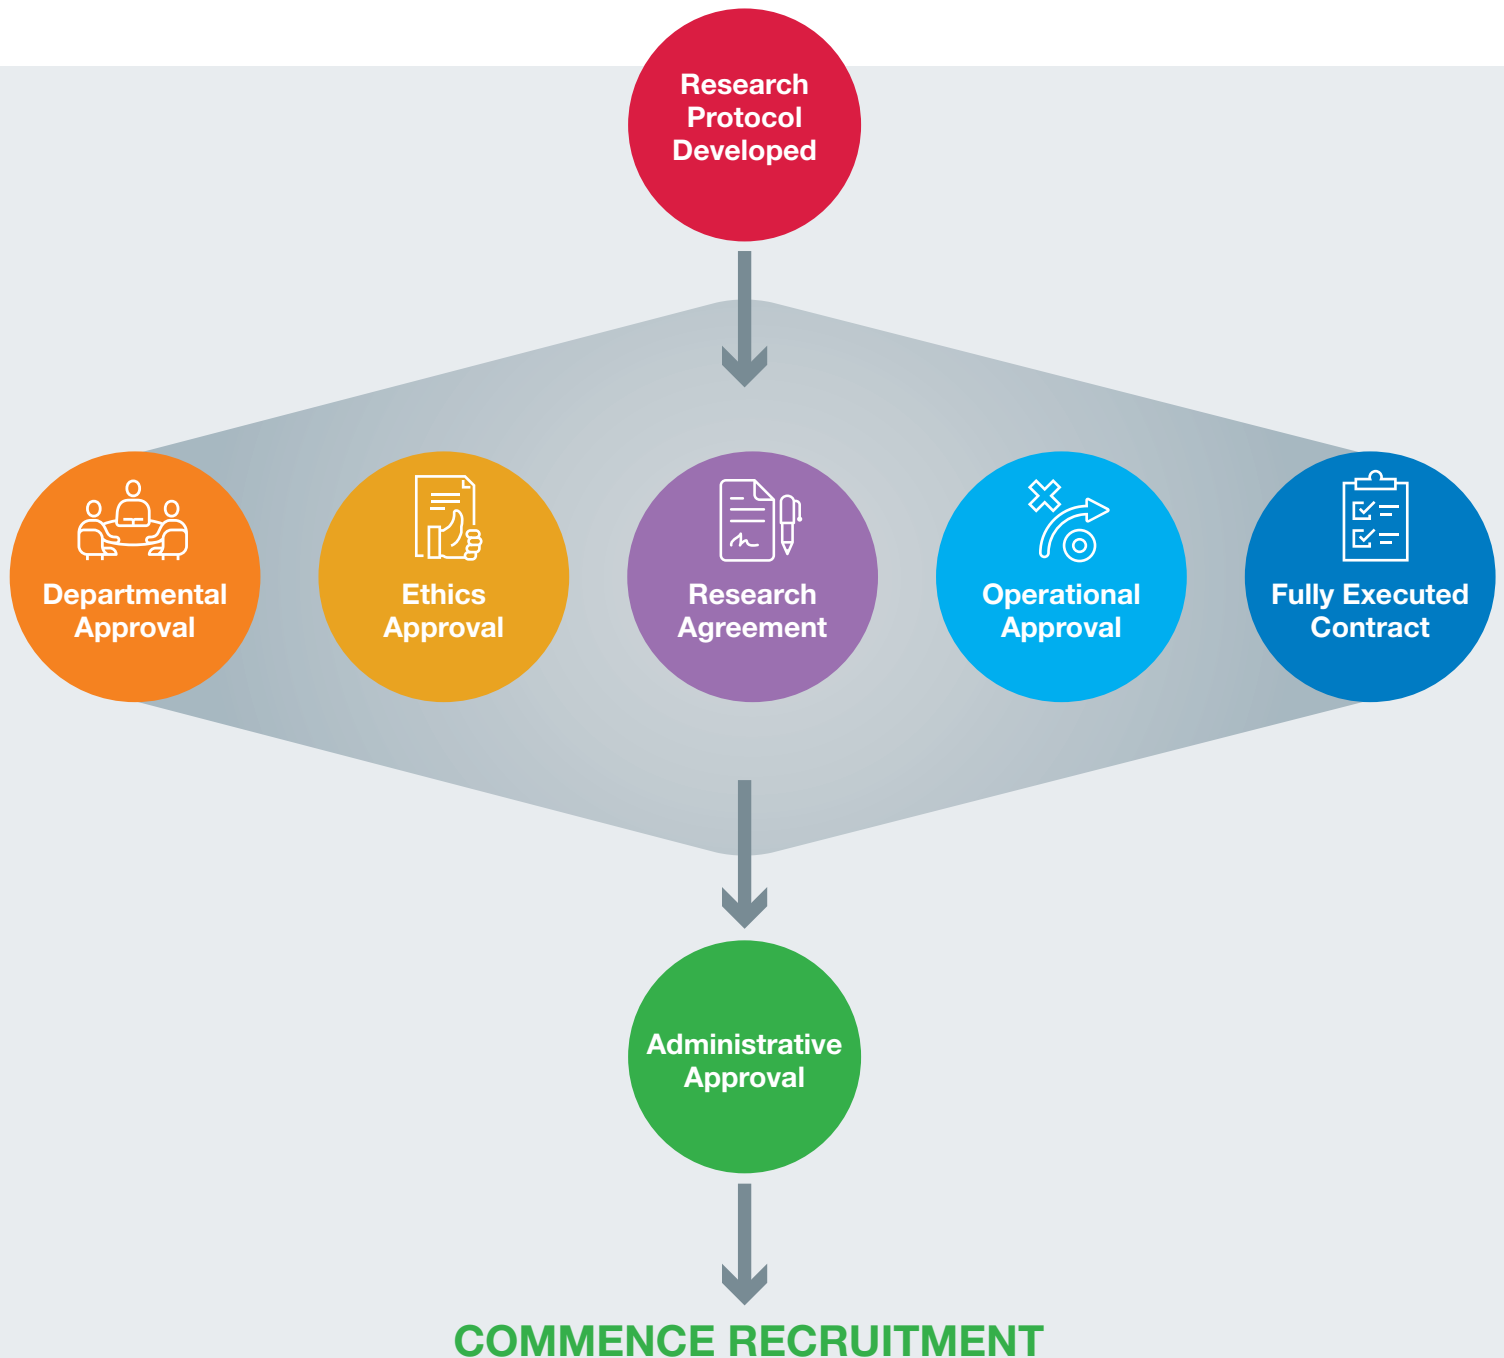 Research
Protocol
Developed
Departmental
Approval
Ethics
Approval
Research
Agreement
Operational
Approval
Fully Executed
Contract
Administrative
Approval
COMMENCE RECRUITMENT